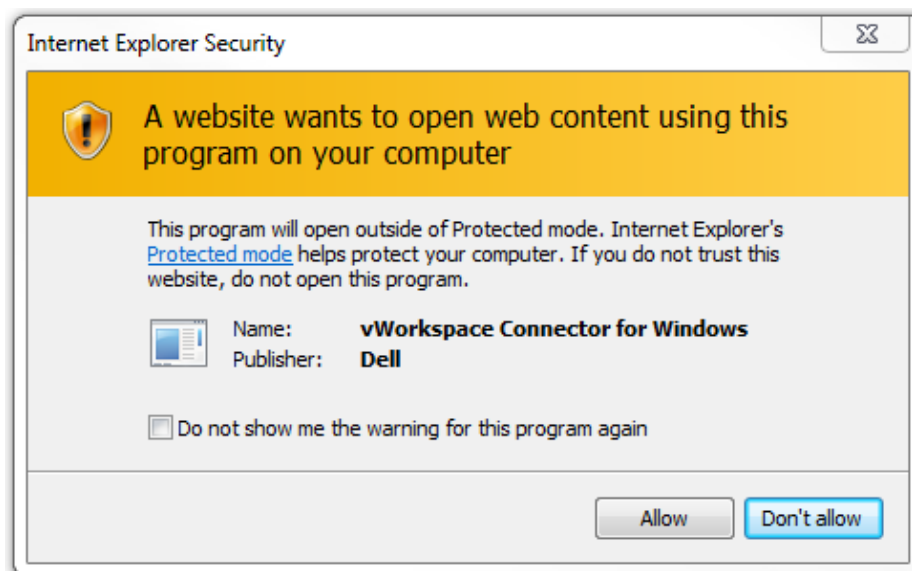 Internet Explorer Security
A website wants to open web content using this
program on your computer
This program will open outside of Protected mode. Internet Explorer's
Protected mode helps protect your computer. If you do not trust this
website, do not open this program.
Name: vWorkspace Connector for Windows
Publisher: Dell
Do not show me the warning for this program again
Allow Don't allow